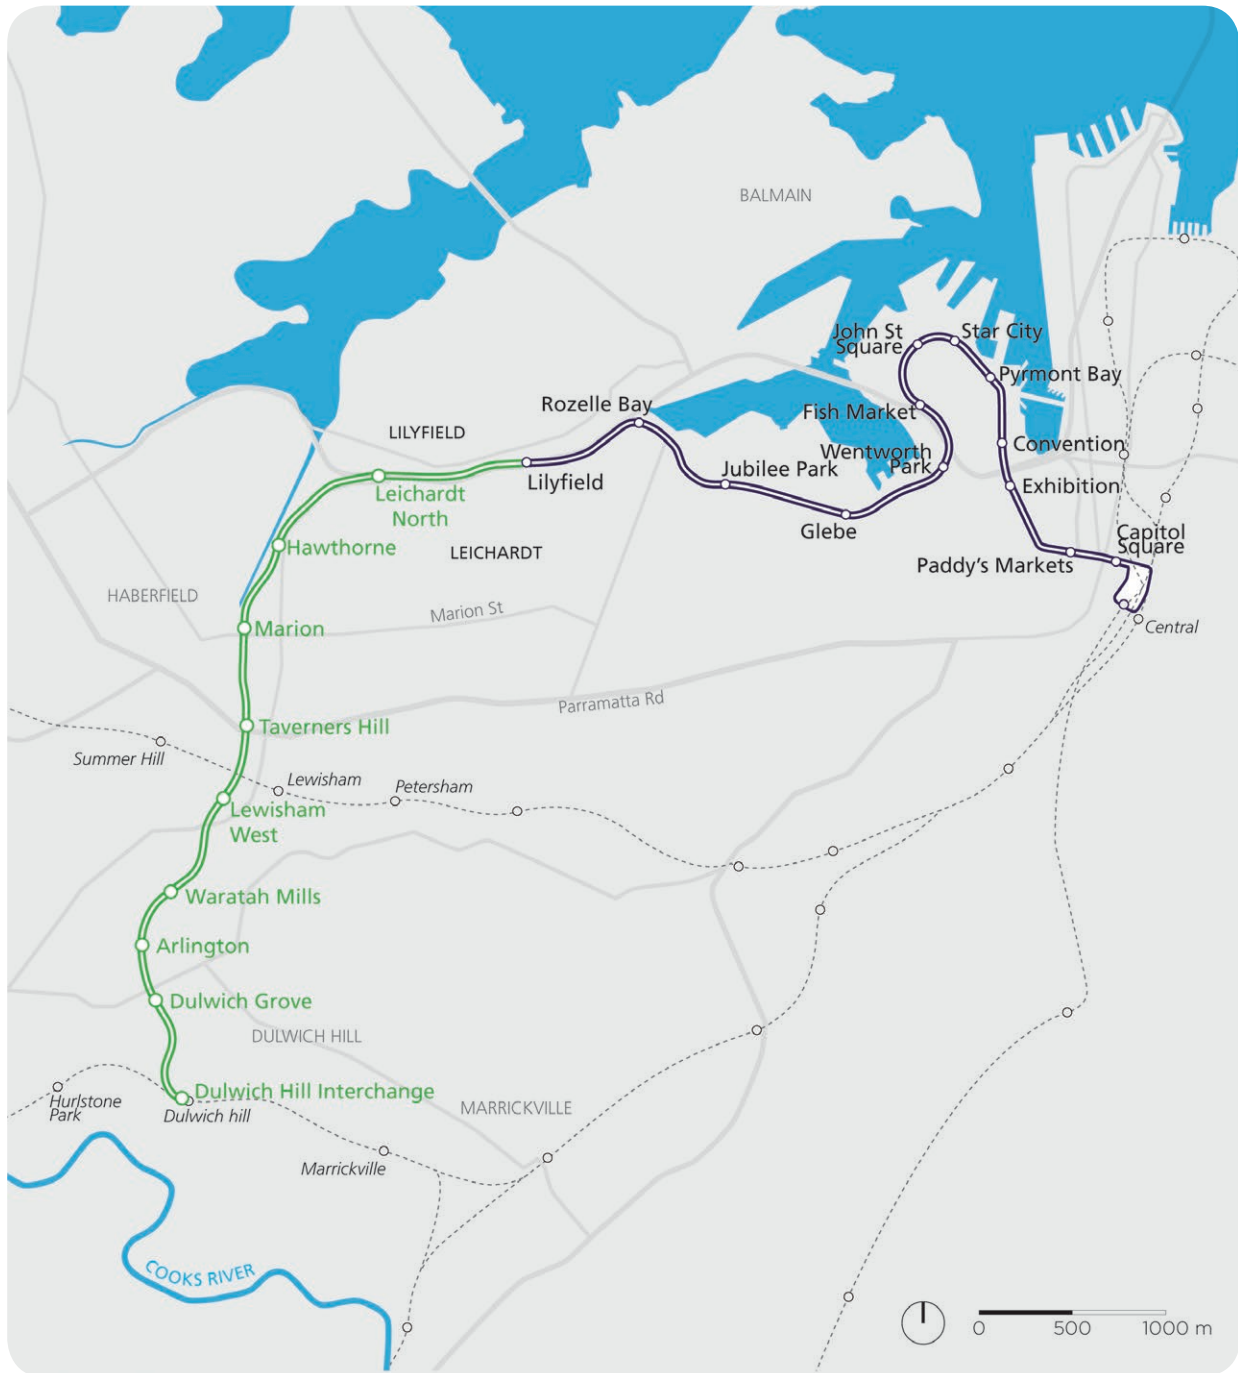 BALMAIN
John St
Square
Star City
Pyrmont Bay
Rozelle Bay
Fish Market
LILYFIELD
Convention
Wentworth
Park
Jubilee Park
Lilyfield
Exhibition
Leichardt
North
Glebe
Capitol
Square
Hawthorne
LEICHARDT
Paddy's Markets
HABERFIELD
Marion St
Marion
Central
Parramatta Rd
Taverners Hill
Summer Hill
Lewisham
Petersham
Lewisham
West
Waratah Mills
Arlington
Dulwich Grove
DULWICH HILL
Dulwich Hill Interchange
Hurlstone
Park
Dulwich hill
MARRICKVILLE
Marrickville
COOKS RIVER
0 500 1000 m